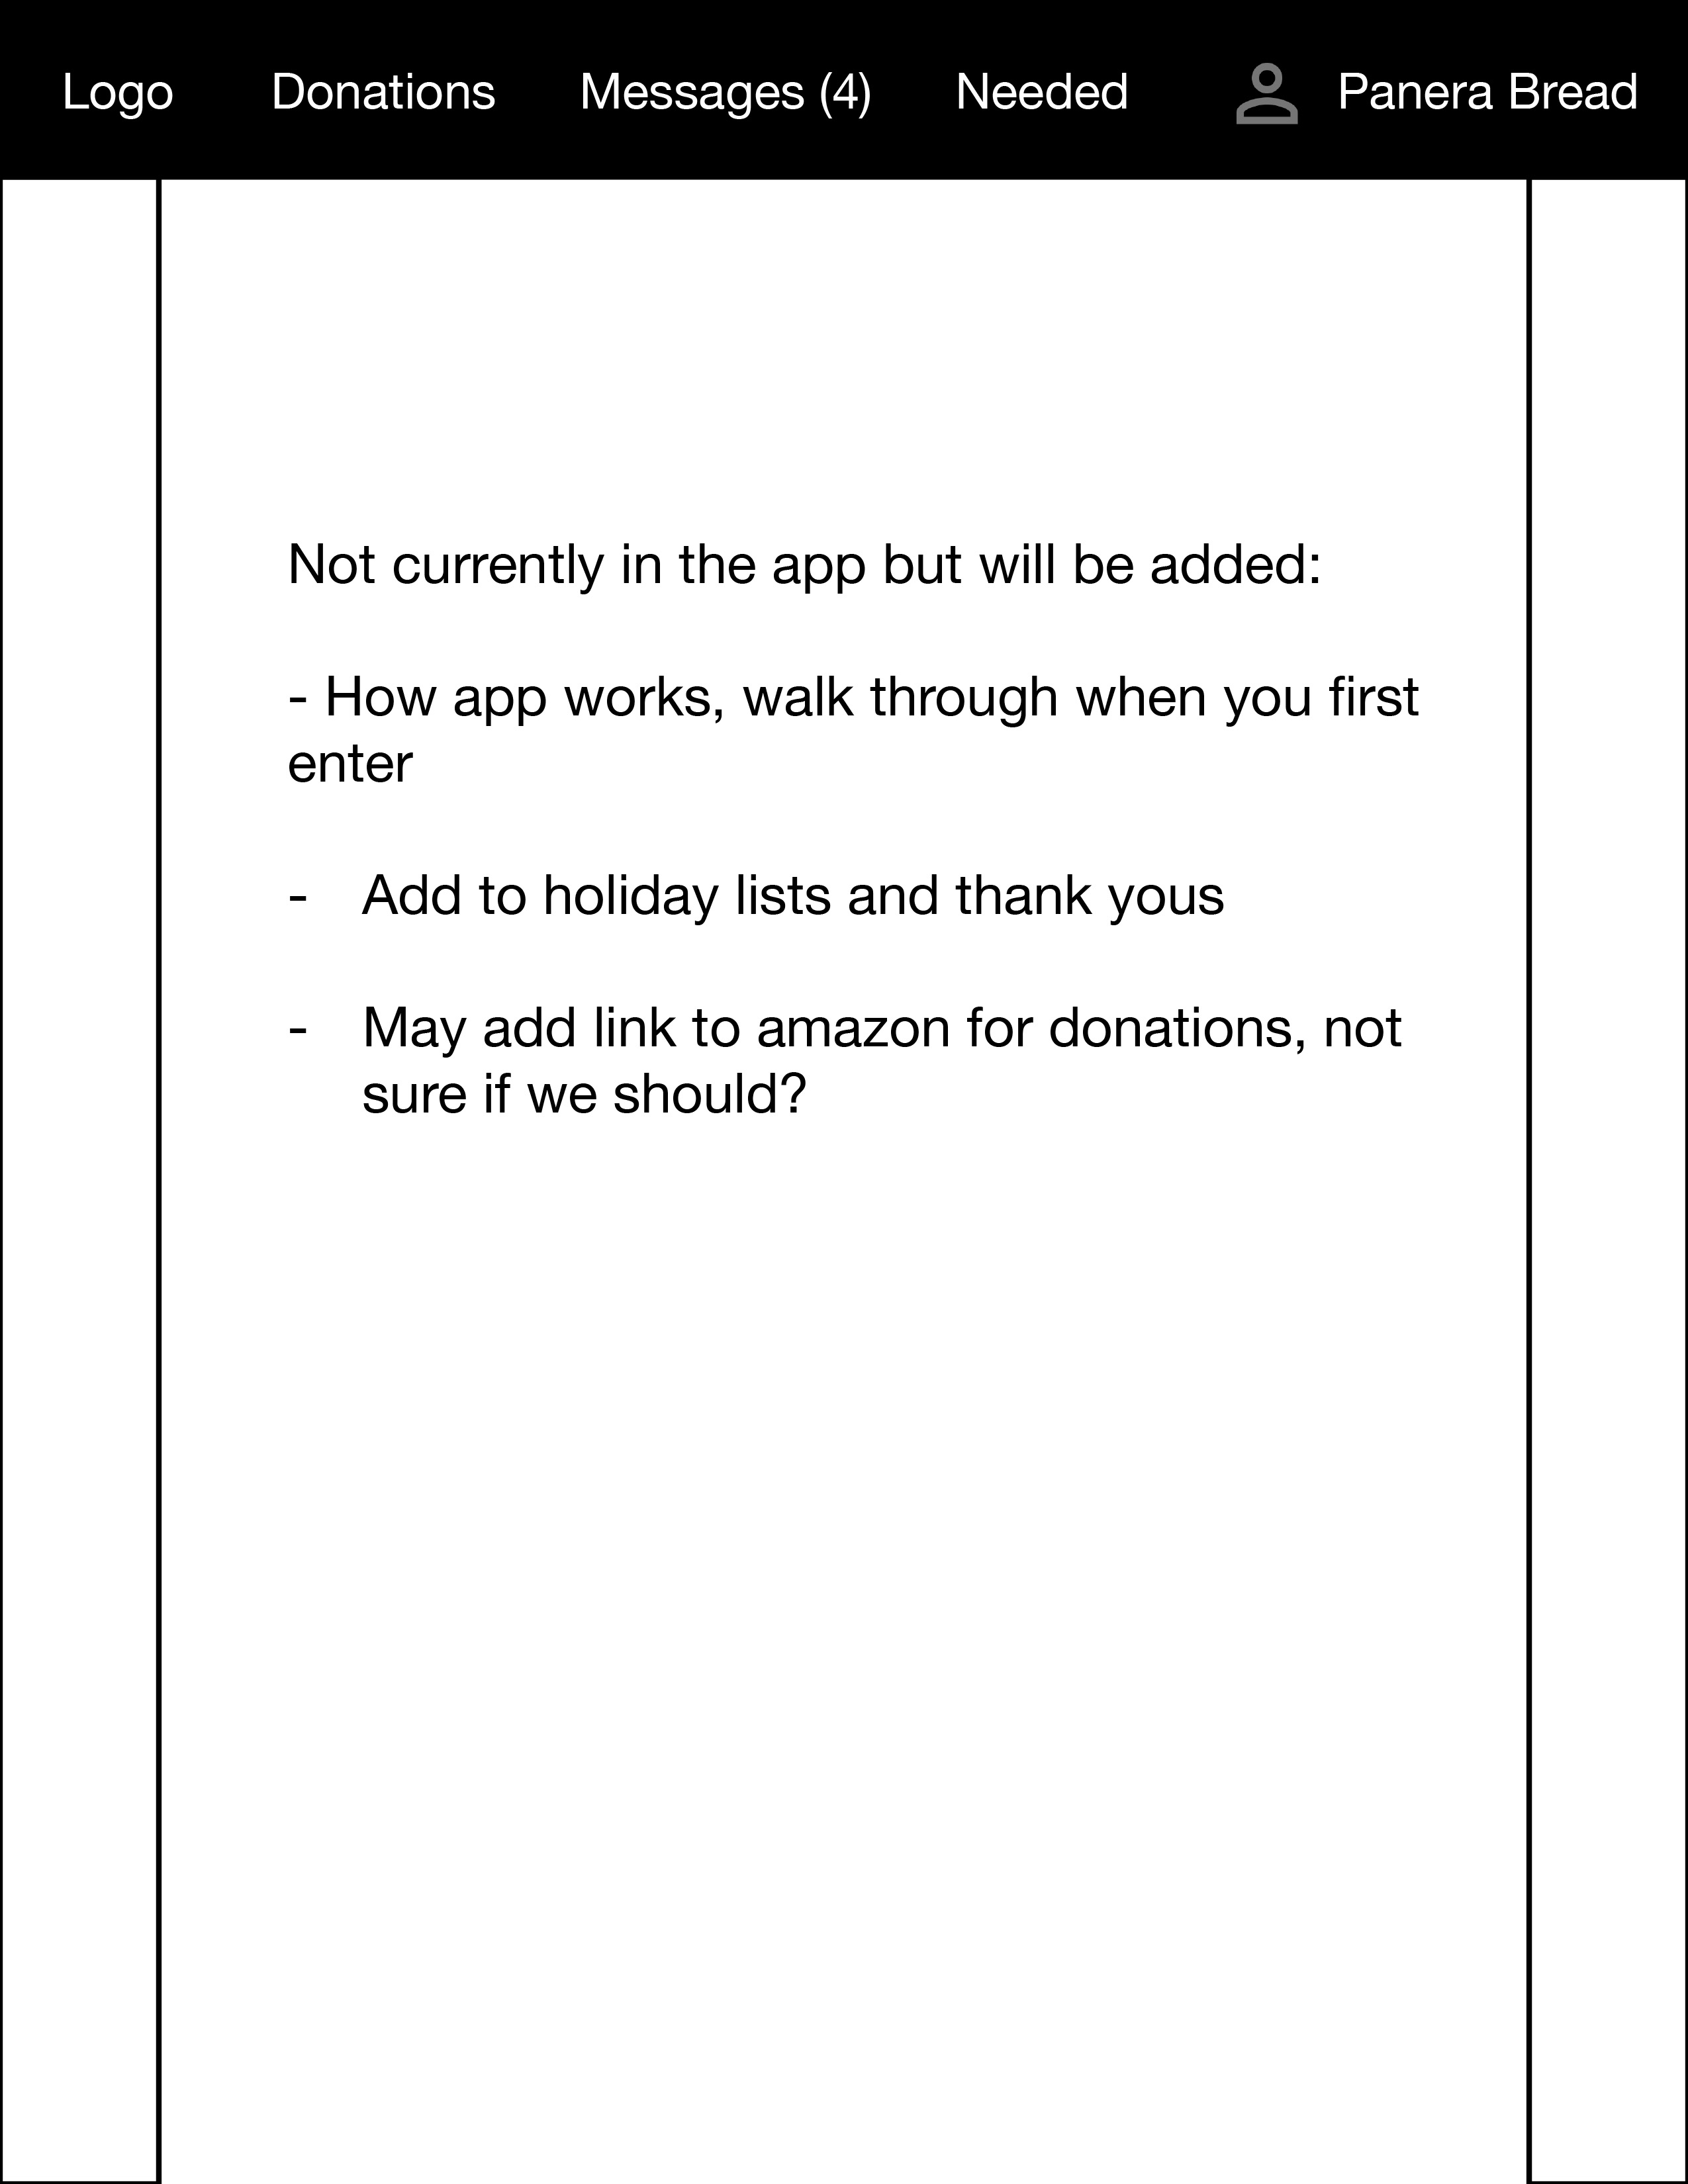 Logo Donations Messages (4) Needed Panera Bread
Not currently in the app but will be added:
- How app works, walk through when you first
enter
- Add to holiday lists and thank yous
- May add link to amazon for donations, not
sure if we should?